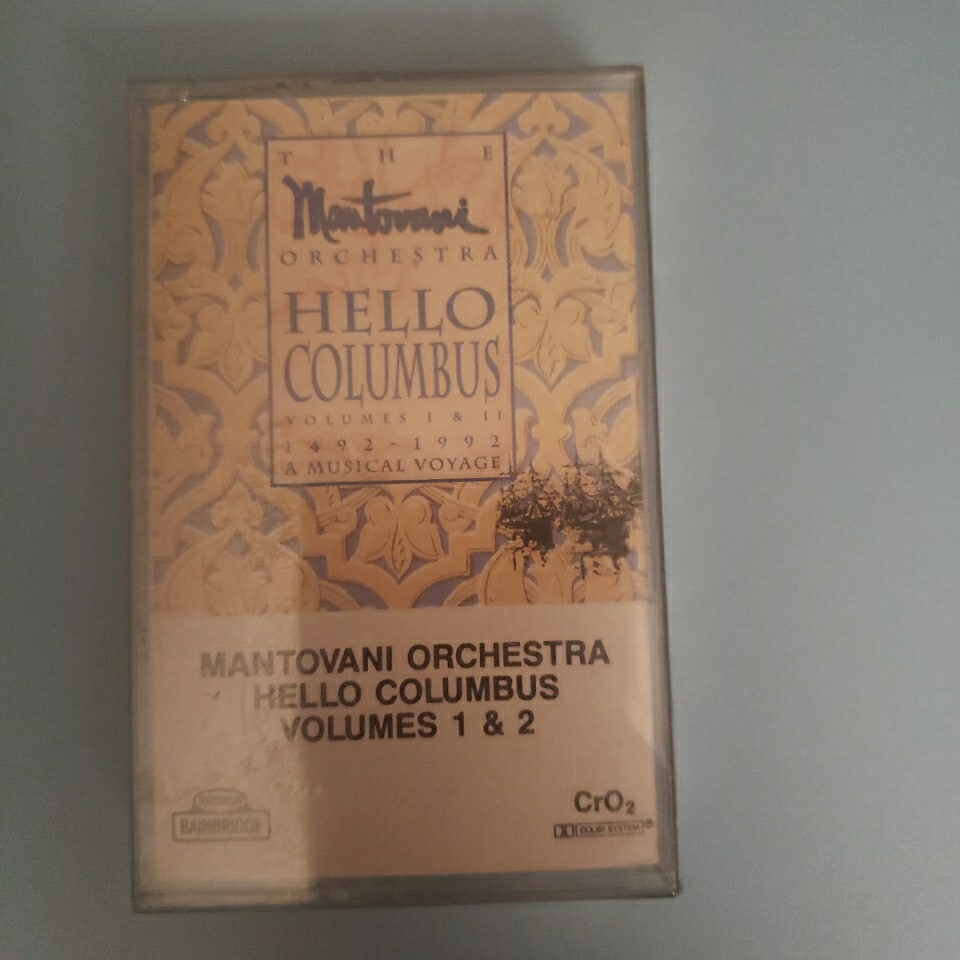 THE
Mantovani
ORCHESTRA
HELLO
COLUMBUS
VOLUMES I & II
1492-1992
A MUSICAL VOYAGE
MANTOVANI ORCHESTRA
HELLO COLUMBUS
VOLUMES 1 & 2
RECORDS
BAINBRIDGE
CrO₂
DOLBY SYSTEM®